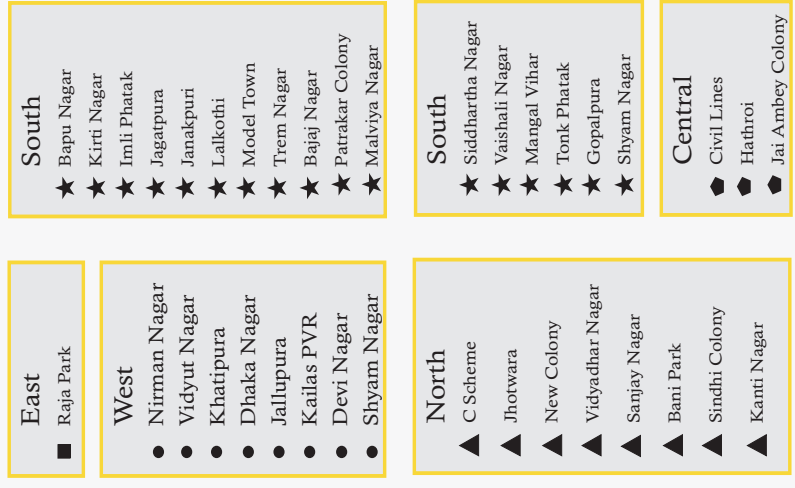 East
Raja Park
West
Nirman Nagar
Vidyut Nagar
Khatipura
Dhaka Nagar
Jallupura
Kailas PVR
Devi Nagar
Shyam Nagar
South
Bapu Nagar
Kirti Nagar
Imli Phatak
Jagatpura
Janakpuri
Lalkothi
Model Town
Trem Nagar
Bajaj Nagar
Patrakar Colony
Malviya Nagar
North
C Scheme
Jhotwara
New Colony
Vidyadhar Nagar
Sanjay Nagar
Bani Park
Sindhi Colony
Kanti Nagar
South
Siddhartha Nagar
Vaishali Nagar
Mangal Vihar
Tonk Phatak
Gopalpura
Shyam Nagar
Central
Civil Lines
Hathroi
Jai Ambey Colony